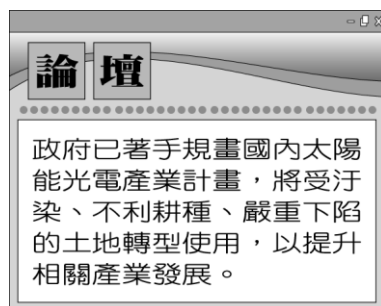 論壇
政府已著手規畫國內太陽
能光電產業計畫，將受汙
染、不利耕種、嚴重下陷
的土地轉型使用，以提升
相關產業發展。